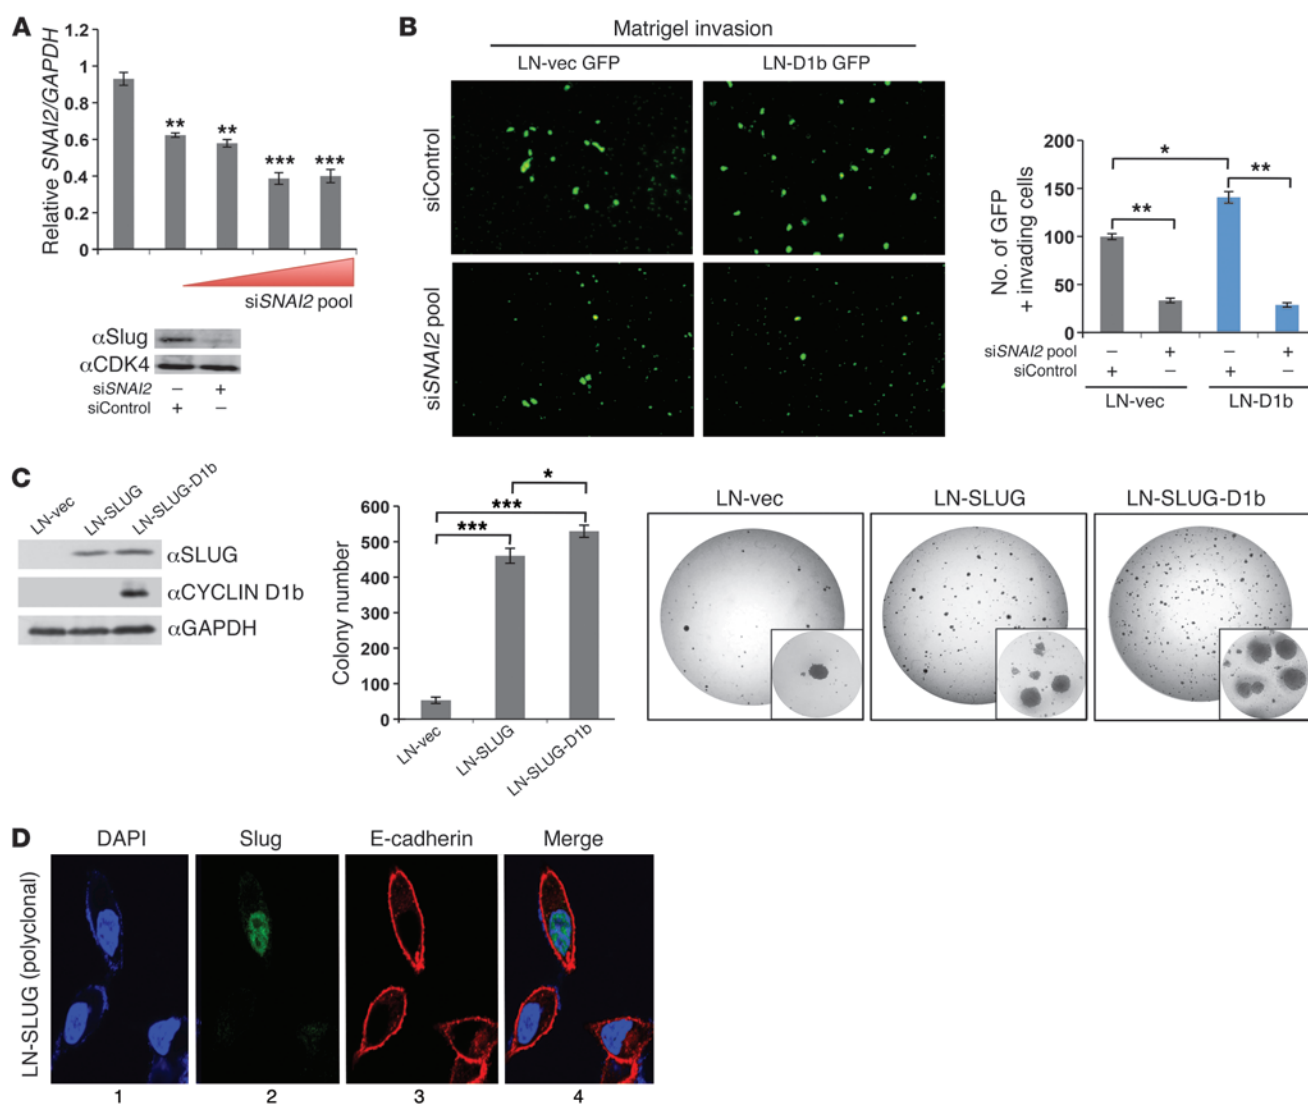 A
Relative SNAI2/GAPDH
1.2
1
0.8
0.6
0.4
0.2
0
**
**
***
***
siSNAI2 pool
αSlug
αCDK4
siSNAI2 – +
siControl + –
B
Matrigel invasion
LN-vec GFP LN-D1b GFP
siControl
siSNAI2 pool
No. of GFP
+ invading cells
200
150
100
50
0
*
**
**
siSNAI2 pool – + – +
siControl + – + –
LN-vec LN-D1b
C
LN-vec
LN-SLUG
LN-SLUG-D1b
αSLUG
αCYCLIN D1b
αGAPDH
Colony number
600
500
400
300
200
100
0
*
***
***
LN-vec
LN-SLUG
LN-SLUG-D1b
LN-vec LN-SLUG LN-SLUG-D1b
D
DAPI Slug E-cadherin Merge
LN-SLUG (polyclonal)
1 2 3 4